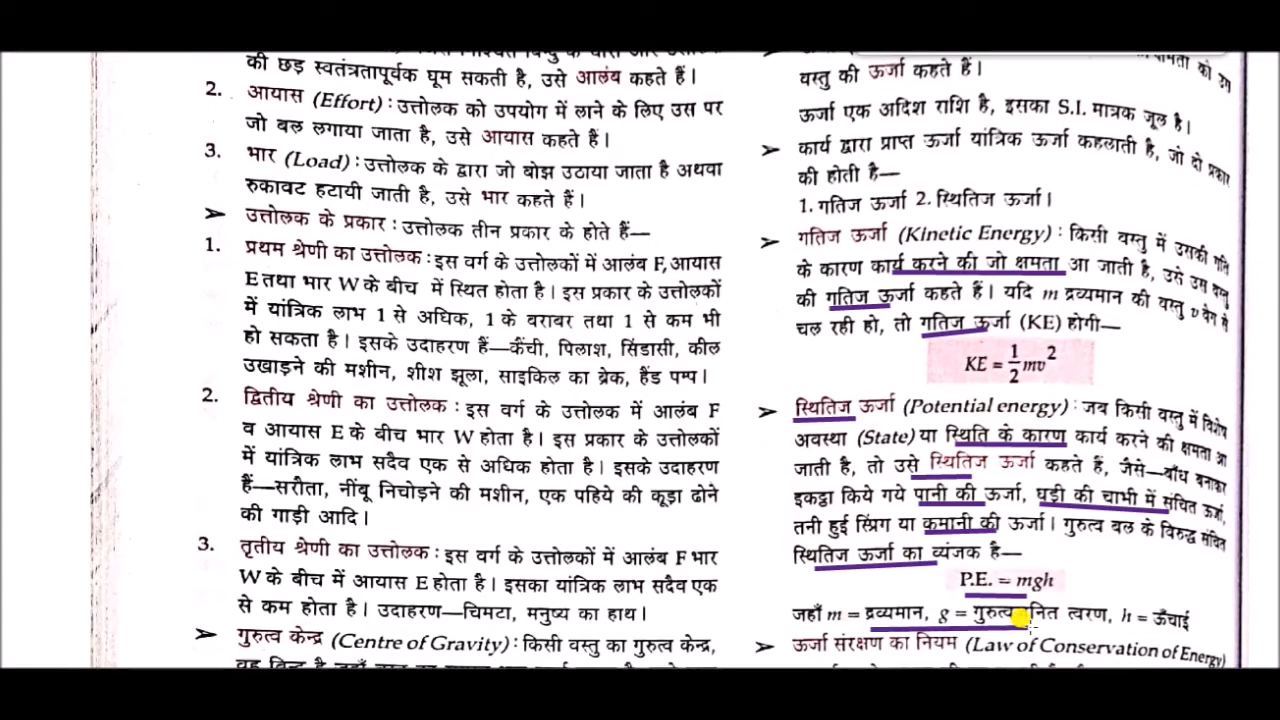 की छड़ स्वतंत्रतापूर्वक घूम सकती है, उसे आलंब कहते हैं।
2. आयास (Effort) : उत्तोलक को उपयोग में लाने के लिए उस पर
जो बल लगाया जाता है, उसे आयास कहते हैं।
3. भार (Load) : उत्तोलक के द्वारा जो बोझ उठाया जाता है अथवा
रुकावट हटायी जाती है, उसे भार कहते हैं।
➢ उत्तोलक के प्रकार : उत्तोलक तीन प्रकार के होते हैं—
1. प्रथम श्रेणी का उत्तोलक : इस वर्ग के उत्तोलकों में आलंब F, आयास
E तथा भार W के बीच में स्थित होता है। इस प्रकार के उत्तोलकों
में यांत्रिक लाभ 1 से अधिक, 1 के बराबर तथा 1 से कम भी
हो सकता है। इसके उदाहरण हैं—कैंची, पिलाश, सिंडासी, कील
उखाड़ने की मशीन, शीश झूला, साइकिल का ब्रेक, हैंड पम्प।
2. द्वितीय श्रेणी का उत्तोलक : इस वर्ग के उत्तोलक में आलंब F
व आयास E के बीच भार W होता है। इस प्रकार के उत्तोलकों
में यांत्रिक लाभ सदैव एक से अधिक होता है। इसके उदाहरण
हैं—सरौता, नींबू निचोड़ने की मशीन, एक पहिये की कूड़ा ढोने
की गाड़ी आदि।
3. तृतीय श्रेणी का उत्तोलक : इस वर्ग के उत्तोलकों में आलंब F भार
W के बीच में आयास E होता है। इसका यांत्रिक लाभ सदैव एक
से कम होता है। उदाहरण—चिमटा, मनुष्य का हाथ।
➢ गुरुत्व केन्द्र (Centre of Gravity) : किसी वस्तु का गुरुत्व केन्द्र,
वस्तु की ऊर्जा कहते हैं।
ऊर्जा एक अदिश राशि है, इसका S.I. मात्रक जूल है।
➢ कार्य द्वारा प्राप्त ऊर्जा यांत्रिक ऊर्जा कहलाती है, जो दो प्रकार
की होती है—
1. गतिज ऊर्जा 2. स्थितिज ऊर्जा।
➢ गतिज ऊर्जा (Kinetic Energy) : किसी वस्तु में उसकी गति
के कारण कार्य करने की जो क्षमता आ जाती है, उसे उस वस्तु
की गतिज ऊर्जा कहते हैं। यदि m द्रव्यमान की वस्तु v वेग से
चल रही हो, तो गतिज ऊर्जा (KE) होगी—
KE = 1/2 mv²
➢ स्थितिज ऊर्जा (Potential energy) : जब किसी वस्तु में विशेष
अवस्था (State) या स्थिति के कारण कार्य करने की क्षमता आ
जाती है, तो उसे स्थितिज ऊर्जा कहते हैं, जैसे—बाँध बनाकर
इकट्ठा किये गये पानी की ऊर्जा, घड़ी की चाभी में संचित ऊर्जा,
तनी हुई स्प्रिंग या कमानी की ऊर्जा। गुरुत्व बल के विरुद्ध संचित
स्थितिज ऊर्जा का व्यंजक है—
P.E. = mgh
जहाँ m = द्रव्यमान, g = गुरुत्व त्वरण, h = ऊँचाई
➢ ऊर्जा संरक्षण का नियम (Law of Conservation of Energy)